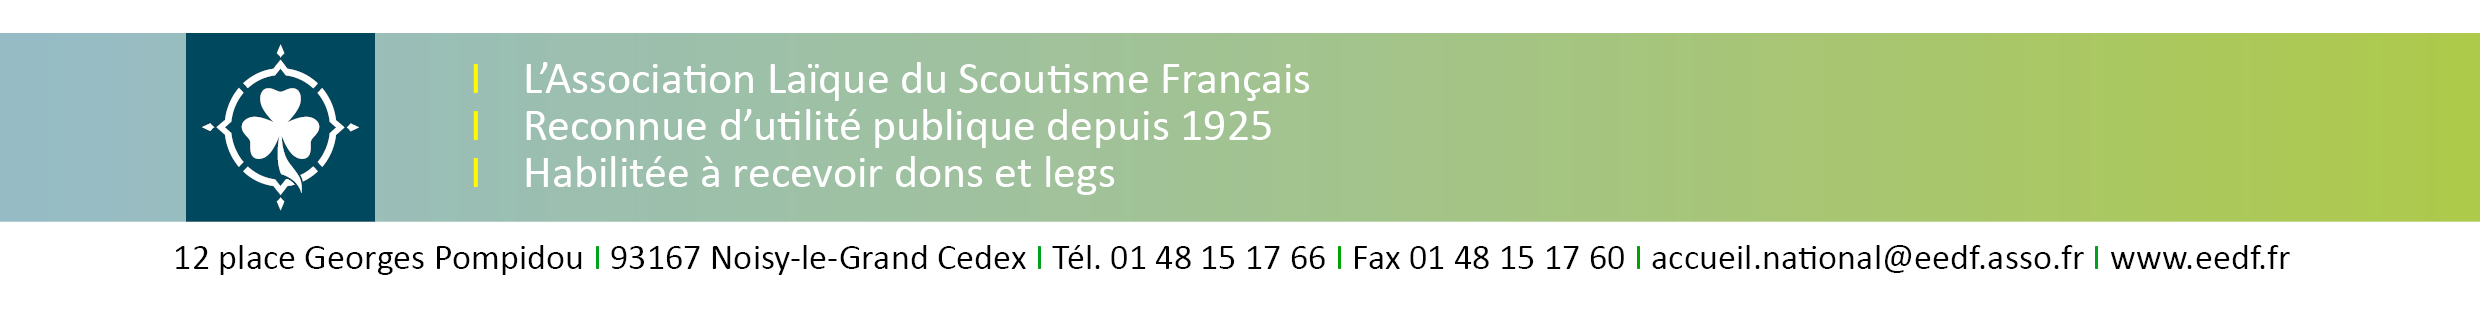 L’Association Laïque du Scoutisme Français
Reconnue d’utilité publique depuis 1925
Habilitée à recevoir dons et legs
12 place Georges Pompidou I 93167 Noisy-le-Grand Cedex I Tél. 01 48 15 17 66 I Fax 01 48 15 17 60 I accueil.national@eedf.asso.fr I www.eedf.fr